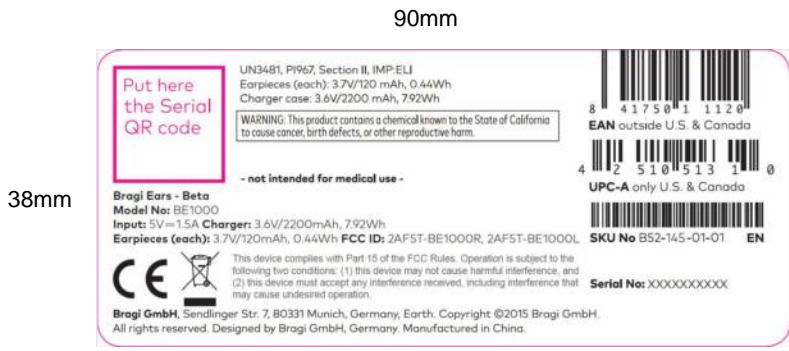 90mm
38mm
Put here
the Serial
QR code
UN3481, PI967, Section II, IMP:ELI
Earpieces (each): 3.7V/120 mAh, 0.44Wh
Charger case: 3.6V/2200 mAh, 7.92Wh
WARNING: This product contains a chemical known to the State of California
to cause cancer, birth defects, or other reproductive harm.
- not intended for medical use -
Bragi Ears - Beta
Model No: BE1000
Input: 5V⎓1.5A Charger: 3.6V/2200mAh, 7.92Wh
Earpieces (each): 3.7V/120mAh, 0.44Wh FCC ID: 2AF5T-BE1000R, 2AF5T-BE1000L
CE
This device complies with Part 15 of the FCC Rules. Operation is subject to the
following two conditions: (1) this device may not cause harmful interference, and
(2) this device must accept any interference received, including interference that
may cause undesired operation.
Bragi GmbH, Sendlinger Str. 7, 80331 Munich, Germany, Earth. Copyright ©2015 Bragi GmbH.
All rights reserved. Designed by Bragi GmbH, Germany. Manufactured in China.
8 41750 1 1120
EAN outside U.S. & Canada
4 2 510 513 1 0
UPC-A only U.S. & Canada
SKU No B52-145-01-01 EN
Serial No: XXXXXXXXXX